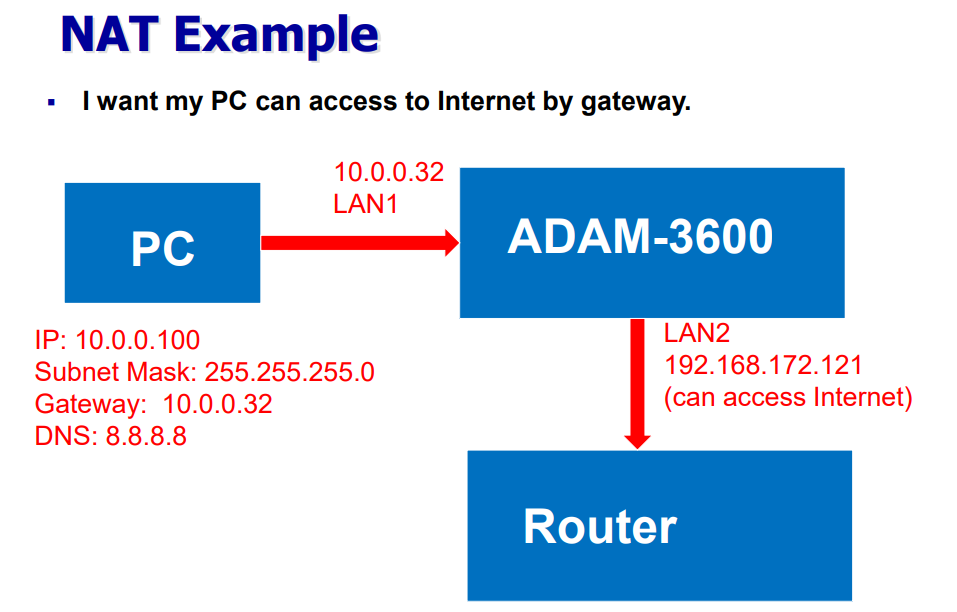 NAT Example
▪ I want my PC can access to Internet by gateway.
10.0.0.32
LAN1
PC
ADAM-3600
IP: 10.0.0.100
Subnet Mask: 255.255.255.0
Gateway:  10.0.0.32
DNS: 8.8.8.8
LAN2
192.168.172.121
(can access Internet)
Router